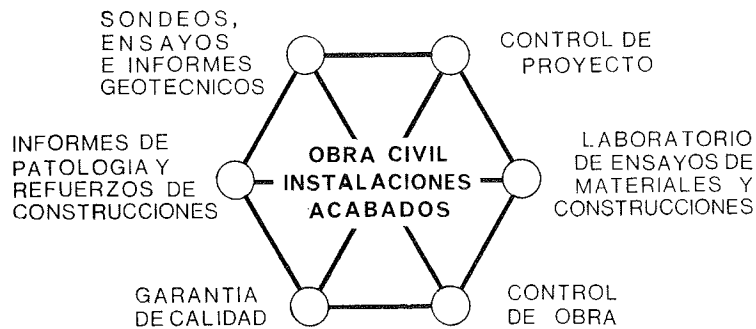 SONDEOS,
ENSAYOS
E INFORMES
GEOTECNICOS
CONTROL DE
PROYECTO
INFORMES DE
PATOLOGIA Y
REFUERZOS DE
CONSTRUCCIONES
OBRA CIVIL
INSTALACIONES
ACABADOS
LABORATORIO
DE ENSAYOS DE
MATERIALES Y
CONSTRUCCIONES
GARANTIA
DE CALIDAD
CONTROL
DE OBRA